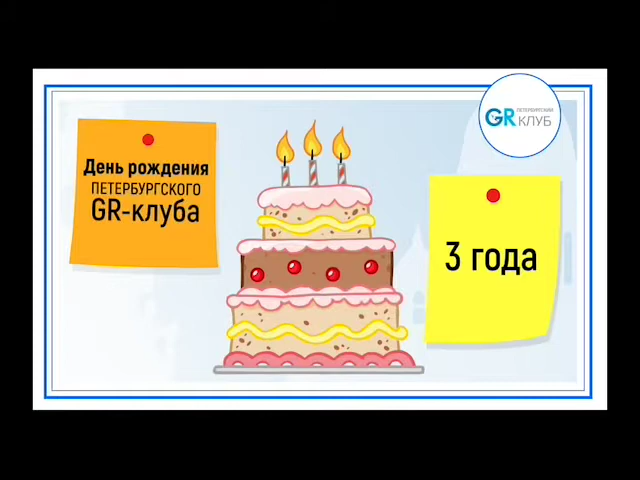 День рождения
ПЕТЕРБУРГСКОГО
GR-клуба
ПЕТЕРБУРГСКИЙ
GR КЛУБ
3 года